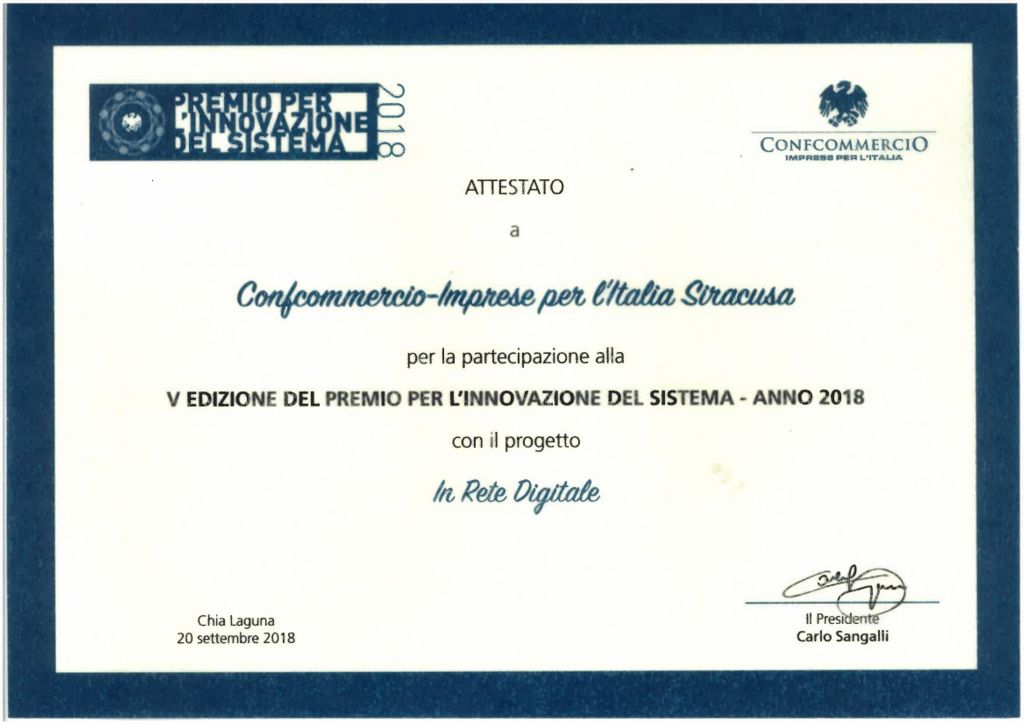 PREMIO PER
L'INNOVAZIONE
DEL SISTEMA
2018
CONFCOMMERCIO
IMPRESE PER L'ITALIA
ATTESTATO
a
Confcommercio-Imprese per l'Italia Siracusa
per la partecipazione alla
V EDIZIONE DEL PREMIO PER L'INNOVAZIONE DEL SISTEMA - ANNO 2018
con il progetto
In Rete Digitale
Chia Laguna
20 settembre 2018
Il Presidente
Carlo Sangalli